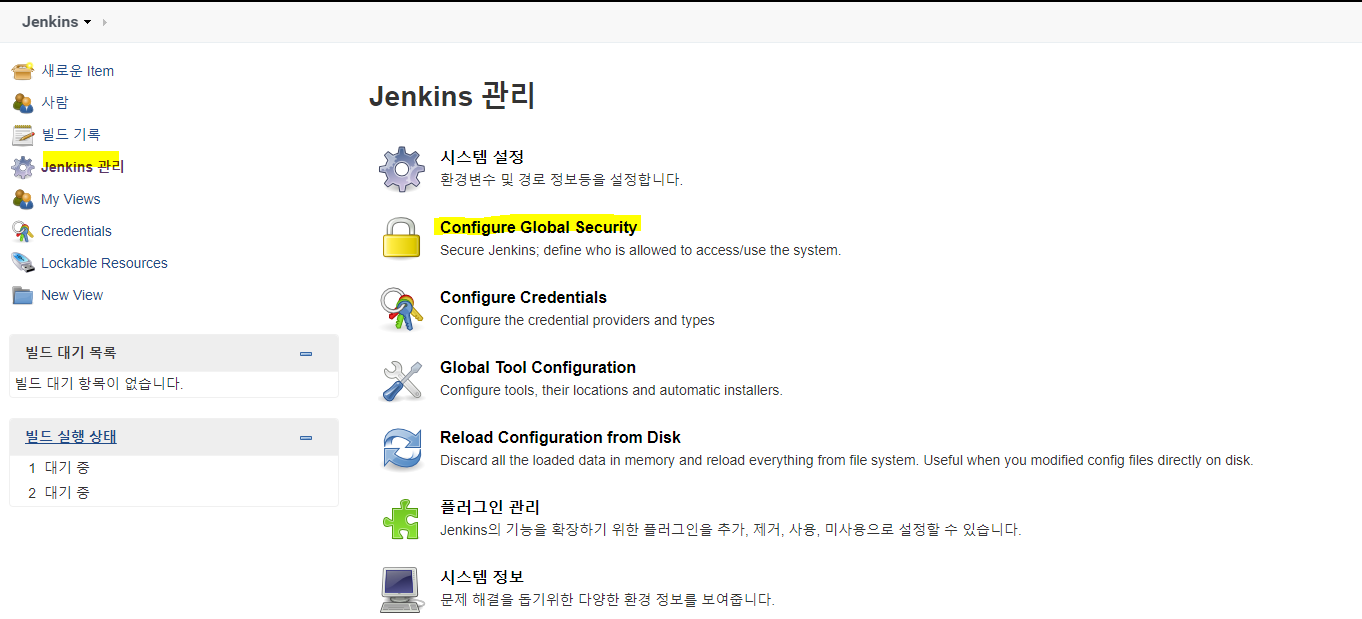 Jenkins
새로운 Item
사람
빌드 기록
Jenkins 관리
My Views
Credentials
Lockable Resources
New View
빌드 대기 목록
빌드 대기 항목이 없습니다.
빌드 실행 상태
1 대기 중
2 대기 중
Jenkins 관리
시스템 설정
환경변수 및 경로 정보등을 설정합니다.
Configure Global Security
Secure Jenkins; define who is allowed to access/use the system.
Configure Credentials
Configure the credential providers and types
Global Tool Configuration
Configure tools, their locations and automatic installers.
Reload Configuration from Disk
Discard all the loaded data in memory and reload everything from file system. Useful when you modified config files directly on disk.
플러그인 관리
Jenkins의 기능을 확장하기 위한 플러그인을 추가, 제거, 사용, 미사용으로 설정할 수 있습니다.
시스템 정보
문제 해결을 돕기위한 다양한 환경 정보를 보여줍니다.